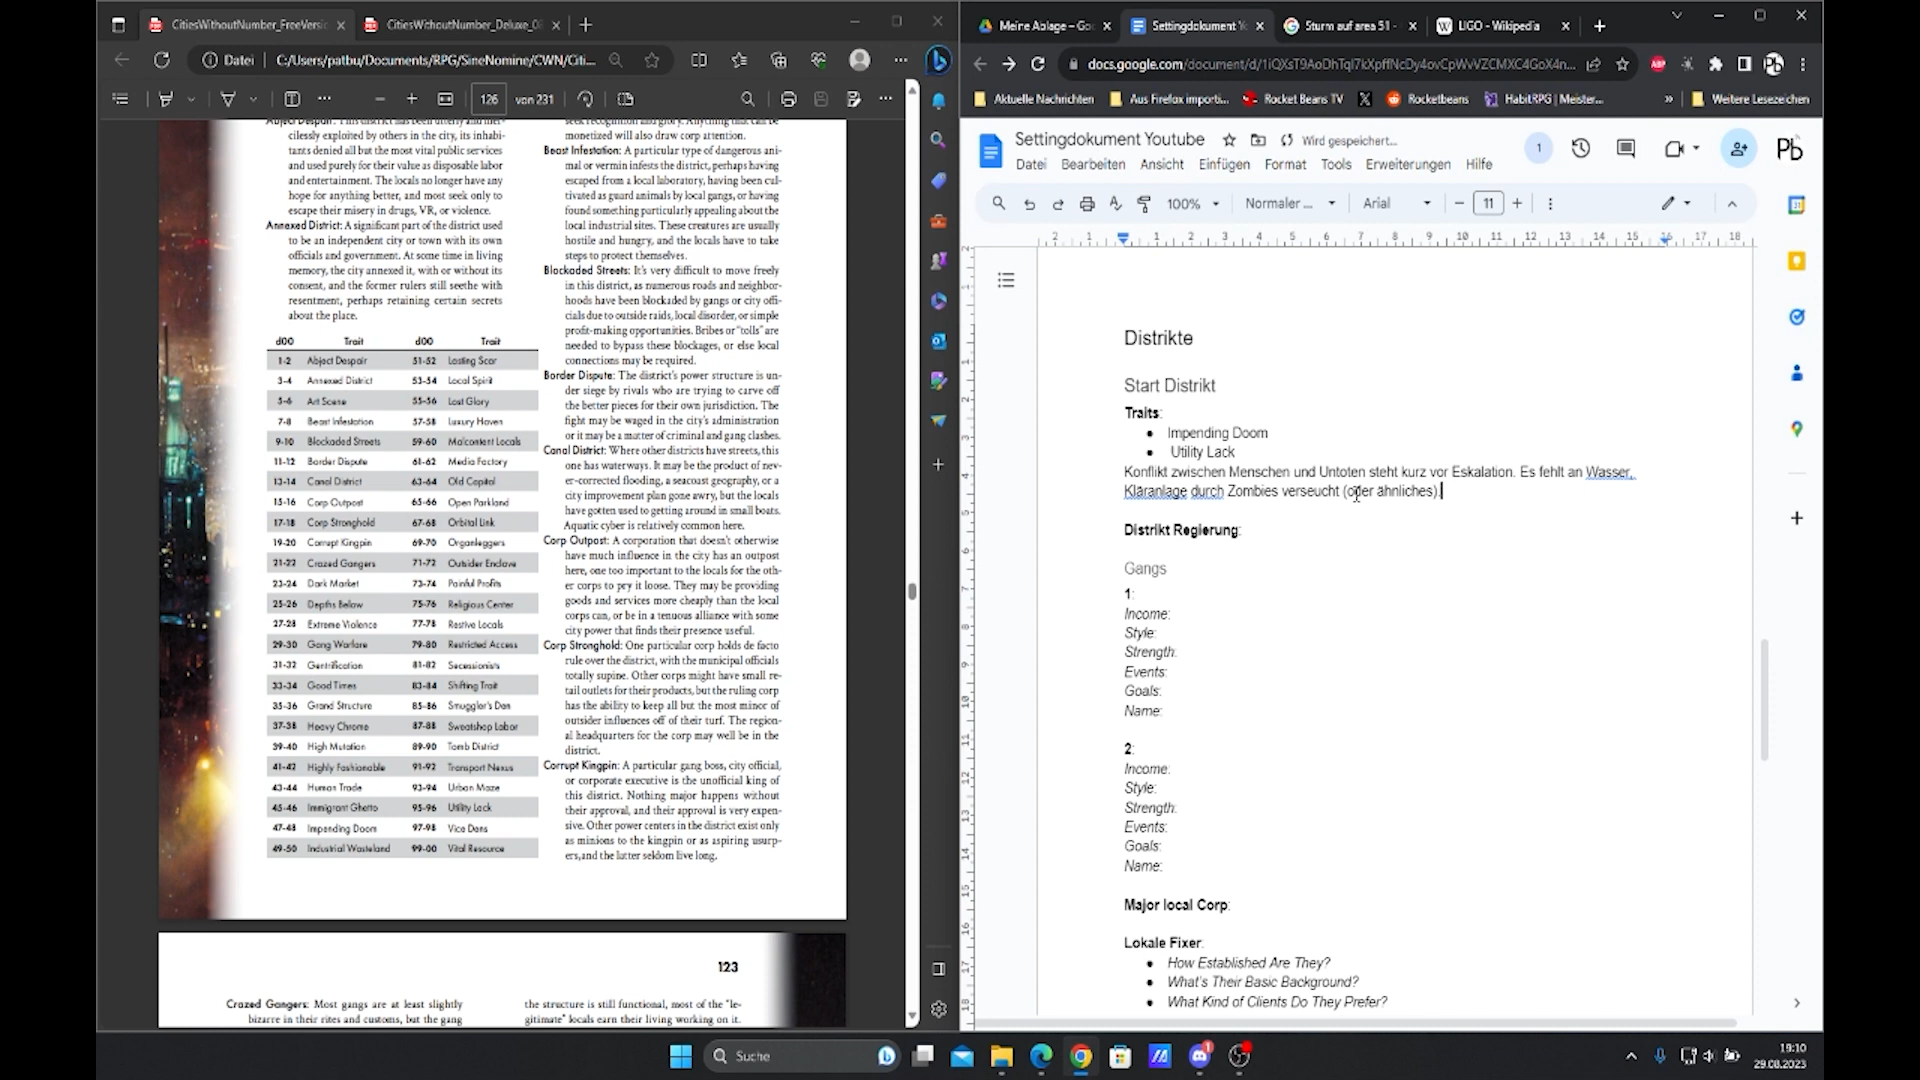 CitiesWithoutNumber_FreeVersi
CitiesWithoutNumber_Deluxe_0
Datei
C:/Users/patbu/Documents/RPG/SineNomine/CWN/Citi...
126
von 231
cilessly exploited by others in the city, its inhabi-
tants denied all but the most vital public services
and used purely for their value as disposable labor
and entertainment. The locals no longer have any
hope for anything better, and most seek only to
escape their misery in drugs, VR, or violence.
Annexed District: A significant part of the district used
to be an independent city or town with its own
officials and government. At some time in living
memory, the city annexed it, with or without its
consent, and the former rulers still seethe with
resentment, perhaps retaining certain secrets
about the place.
d00 Trait d00 Trait
1-2 Abject Despair 51-52 Lasting Scar
3-4 Annexed District 53-54 Local Spirit
5-6 Art Scene 55-56 Lost Glory
7-8 Beast Infestation 57-58 Luxury Haven
9-10 Blockaded Streets 59-60 Malcontent Locals
11-12 Border Dispute 61-62 Media Factory
13-14 Canal District 63-64 Old Capital
15-16 Corp Outpost 65-66 Open Parkland
17-18 Corp Stronghold 67-68 Orbital Link
19-20 Corrupt Kingpin 69-70 Organleggers
21-22 Crazed Gangers 71-72 Outsider Enclave
23-24 Dark Market 73-74 Painful Profits
25-26 Depths Below 75-76 Religious Center
27-28 Extreme Violence 77-78 Restive Locals
29-30 Gang Warfare 79-80 Restricted Access
31-32 Gentrification 81-82 Secessionists
33-34 Good Times 83-84 Shifting Trait
35-36 Grand Structure 85-86 Smuggler's Den
37-38 Heavy Chrome 87-88 Sweatshop Labor
39-40 High Mutation 89-90 Tomb District
41-42 Highly Fashionable 91-92 Transport Nexus
43-44 Human Trade 93-94 Urban Maze
45-46 Immigrant Ghetto 95-96 Utility Lack
47-48 Impending Doom 97-98 Vice Dens
49-50 Industrial Wasteland 99-00 Vital Resource
monetized will also draw corp attention.
Beast Infestation: A particular type of dangerous ani-
mal or vermin infests the district, perhaps having
escaped from a local laboratory, having been cul-
tivated as guard animals by local gangs, or having
found something particularly appealing about the
local industrial sites. These creatures are usually
hostile and hungry, and the locals have to take
steps to protect themselves.
Blockaded Streets: It's very difficult to move freely
in this district, as numerous roads and neighbor-
hoods have been blockaded by gangs or city offi-
cials due to outside raids, local disorder, or simple
profit-making opportunities. Bribes or "tolls" are
needed to bypass these blockages, or else local
connections may be required.
Border Dispute: The district's power structure is un-
der siege by rivals who are trying to carve off
the better pieces for their own jurisdiction. The
fight may be waged in the city's administration
or it may be a matter of criminal and gang clashes.
Canal District: Where other districts have streets, this
one has waterways. It may be the product of nev-
er-corrected flooding, a seacoast geography, or a
city improvement plan gone awry, but the locals
have gotten used to getting around in small boats.
Aquatic cyber is relatively common here.
Corp Outpost: A corporation that doesn't otherwise
have much influence in the city has an outpost
here, one too important to the locals for the oth-
er corps to pry it loose. They may be providing
goods and services more cheaply than the local
corps can, or be in a tenuous alliance with some
city power that finds their presence useful.
Corp Stronghold: One particular corp holds de facto
rule over the district, with the municipal officials
totally supine. Other corps might have small re-
tail outlets for their products, but the ruling corp
has the ability to keep all but the most minor of
outsider influences off of their turf. The region-
al headquarters for the corp may well be in the
district.
Corrupt Kingpin: A particular gang boss, city official,
or corporate executive is the unofficial king of
this district. Nothing major happens without
their approval, and their approval is very expen-
sive. Other power centers in the district exist only
as minions to the kingpin or as aspiring usurp-
ers,and the latter seldom live long.
123
Crazed Gangers: Most gangs are at least slightly
bizarre in their rites and customs, but the gang
the structure is still functional, most of the "le-
gitimate" locals earn their living working on it.
Meine Ablage – Go
Settingdokument Y
Sturm auf area 51 -
LIGO – Wikipedia
docs.google.com/document/d/1iQXsT9AoDhTqI7kXpffNcDy4ovCpWvVZCMXC4GoX4n...
Aktuelle Nachrichten
Aus Firefox importi...
Rocket Beans TV
Rocketbeans
HabitRPG | Meister...
»
Weitere Lesezeichen
Settingdokument Youtube
Wird gespeichert...
Datei Bearbeiten Ansicht Einfügen Format Tools Erweiterungen Hilfe
1
100%
Normaler ...
Arial
11
2 1 1 2 3 4 5 6 7 8 9 10 11 12 13 14 15 16 17 18
Distrikte
Start Distrikt
Traits:
Impending Doom
Utility Lack
Konflikt zwischen Menschen und Untoten steht kurz vor Eskalation. Es fehlt an Wasser,
Kläranlage durch Zombies verseucht (oder ähnliches).
Distrikt Regierung:
Gangs
1:
Income:
Style:
Strength:
Events:
Goals:
Name:
2:
Income:
Style:
Strength:
Events:
Goals:
Name:
Major local Corp:
Lokale Fixer:
How Established Are They?
What's Their Basic Background?
What Kind of Clients Do They Prefer?
Suche
19:10
29.08.2023